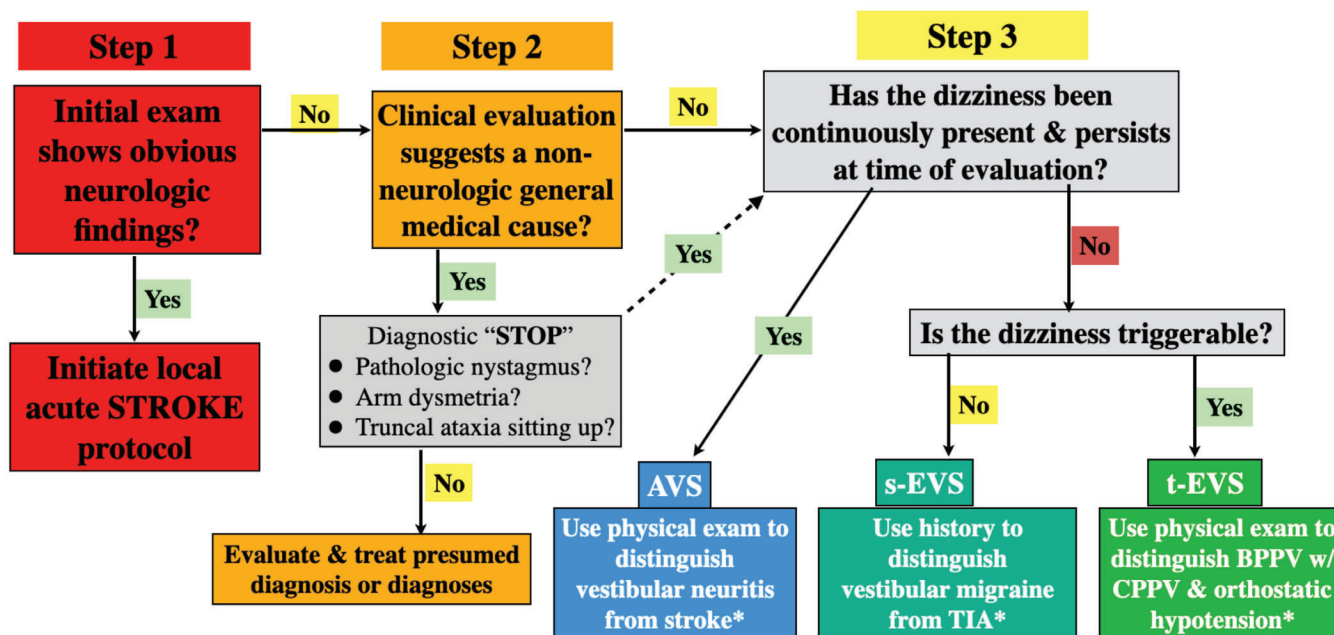 Step 1
Step 2
Step 3
Initial exam
shows obvious
neurologic
findings?
No
Clinical evaluation
suggests a non-
neurologic general
medical cause?
No
Has the dizziness been
continuously present & persists
at time of evaluation?
Yes
Yes
Yes
Yes
No
Initiate local
acute STROKE
protocol
Diagnostic “STOP”
● Pathologic nystagmus?
● Arm dysmetria?
● Truncal ataxia sitting up?
Is the dizziness triggerable?
No
No
Yes
Evaluate & treat presumed
diagnosis or diagnoses
AVS
Use physical exam to
distinguish
vestibular neuritis
from stroke*
s-EVS
Use history to
distinguish
vestibular migraine
from TIA*
t-EVS
Use physical exam to
distinguish BPPV w/
CPPV & orthostatic
hypotension*